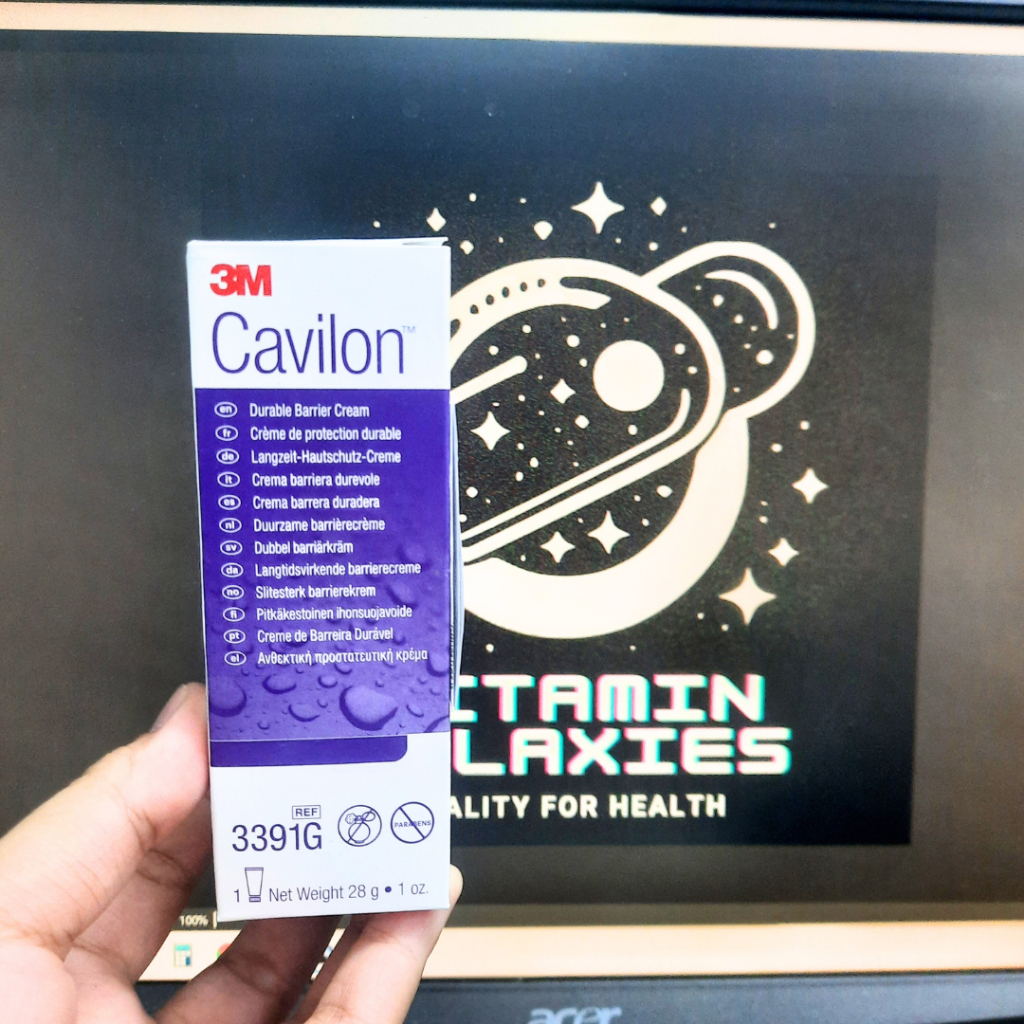 3M
Cavilon™
en Durable Barrier Cream
fr Crème de protection durable
de Langzeit-Hautschutz-Creme
it Crema barriera durevole
es Crema barrera duradera
nl Duurzame barrièrecrème
sv Dubbel barriärkräm
da Langtidsvirkende barrierecreme
no Slitesterk barrierekrem
fi Pitkäkestoinen ihonsuojavoide
pt Creme de Barreira Durável
el Ανθεκτική προστατευτική κρέμα
REF
3391G
PARABENS
1 Net Weight 28 g • 1 oz.
ITAMIN
LAXIES
ALITY FOR HEALTH
100%
acer